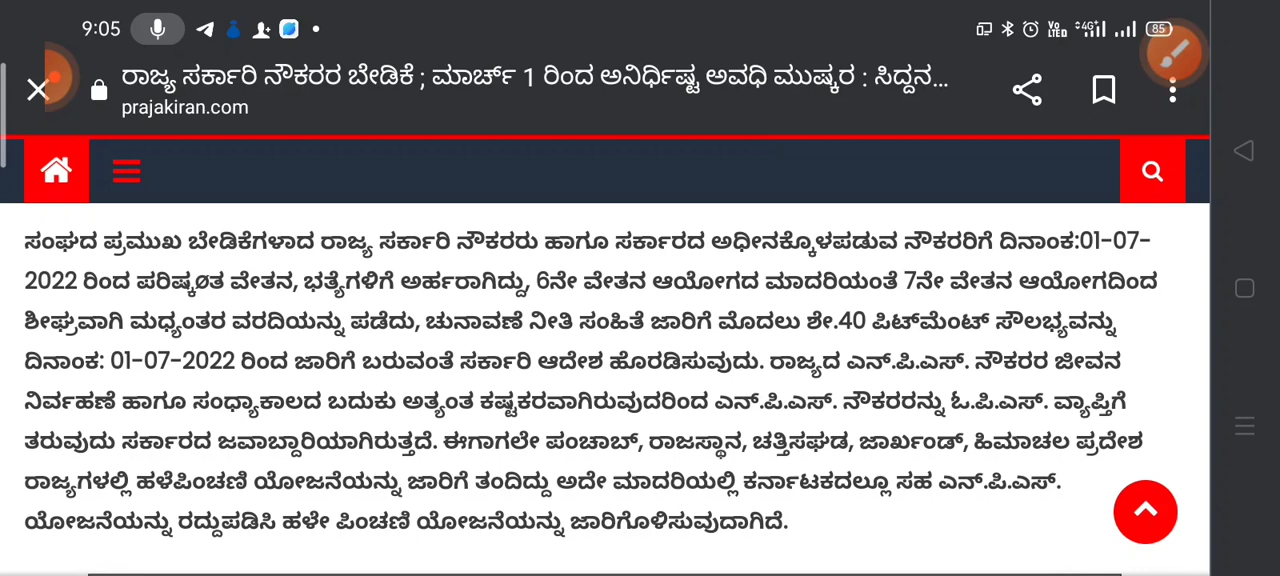 9:05
85
ರಾಜ್ಯ ಸರ್ಕಾರಿ ನೌಕರರ ಬೇಡಿಕೆ ; ಮಾರ್ಚ್ 1 ರಿಂದ ಅನಿರ್ಧಿಷ್ಟ ಅವಧಿ ಮುಷ್ಕರ : ಸಿದ್ದನ...
prajakiran.com
ಸಂಘದ ಪ್ರಮುಖ ಬೇಡಿಕೆಗಳಾದ ರಾಜ್ಯ ಸರ್ಕಾರಿ ನೌಕರರು ಹಾಗೂ ಸರ್ಕಾರದ ಅಧೀನಕ್ಕೊಳಪಡುವ ನೌಕರರಿಗೆ ದಿನಾಂಕ:01-07-
2022 ರಿಂದ ಪರಿಷ್ಕøತ ವೇತನ, ಭತ್ಯೆಗಳಿಗೆ ಅರ್ಹರಾಗಿದ್ದು, 6ನೇ ವೇತನ ಆಯೋಗದ ಮಾದರಿಯಂತೆ 7ನೇ ವೇತನ ಆಯೋಗದಿಂದ
ಶೀಘ್ರವಾಗಿ ಮಧ್ಯಂತರ ವರದಿಯನ್ನು ಪಡೆದು, ಚುನಾವಣೆ ನೀತಿ ಸಂಹಿತೆ ಜಾರಿಗೆ ಮೊದಲು ಶೇ.40 ಫಿಟ್‌ಮೆಂಟ್ ಸೌಲಭ್ಯವನ್ನು
ದಿನಾಂಕ: 01-07-2022 ರಿಂದ ಜಾರಿಗೆ ಬರುವಂತೆ ಸರ್ಕಾರಿ ಆದೇಶ ಹೊರಡಿಸುವುದು. ರಾಜ್ಯದ ಎನ್.ಪಿ.ಎಸ್. ನೌಕರರ ಜೀವನ
ನಿರ್ವಹಣೆ ಹಾಗೂ ಸಂಧ್ಯಾಕಾಲದ ಬದುಕು ಅತ್ಯಂತ ಕಷ್ಟಕರವಾಗಿರುವುದರಿಂದ ಎನ್.ಪಿ.ಎಸ್. ನೌಕರರನ್ನು ಓ.ಪಿ.ಎಸ್. ವ್ಯಾಪ್ತಿಗೆ
ತರುವುದು ಸರ್ಕಾರದ ಜವಾಬ್ದಾರಿಯಾಗಿರುತ್ತದೆ. ಈಗಾಗಲೇ ಪಂಚಾಬ್, ರಾಜಸ್ಥಾನ, ಚತ್ತಿಸಘಡ, ಜಾರ್ಖಂಡ್, ಹಿಮಾಚಲ ಪ್ರದೇಶ
ರಾಜ್ಯಗಳಲ್ಲಿ ಹಳೆಪಿಂಚಣಿ ಯೋಜನೆಯನ್ನು ಜಾರಿಗೆ ತಂದಿದ್ದು ಅದೇ ಮಾದರಿಯಲ್ಲಿ ಕರ್ನಾಟಕದಲ್ಲೂ ಸಹ ಎನ್.ಪಿ.ಎಸ್.
ಯೋಜನೆಯನ್ನು ರದ್ದುಪಡಿಸಿ ಹಳೇ ಪಿಂಚಣಿ ಯೋಜನೆಯನ್ನು ಜಾರಿಗೊಳಿಸುವುದಾಗಿದೆ.